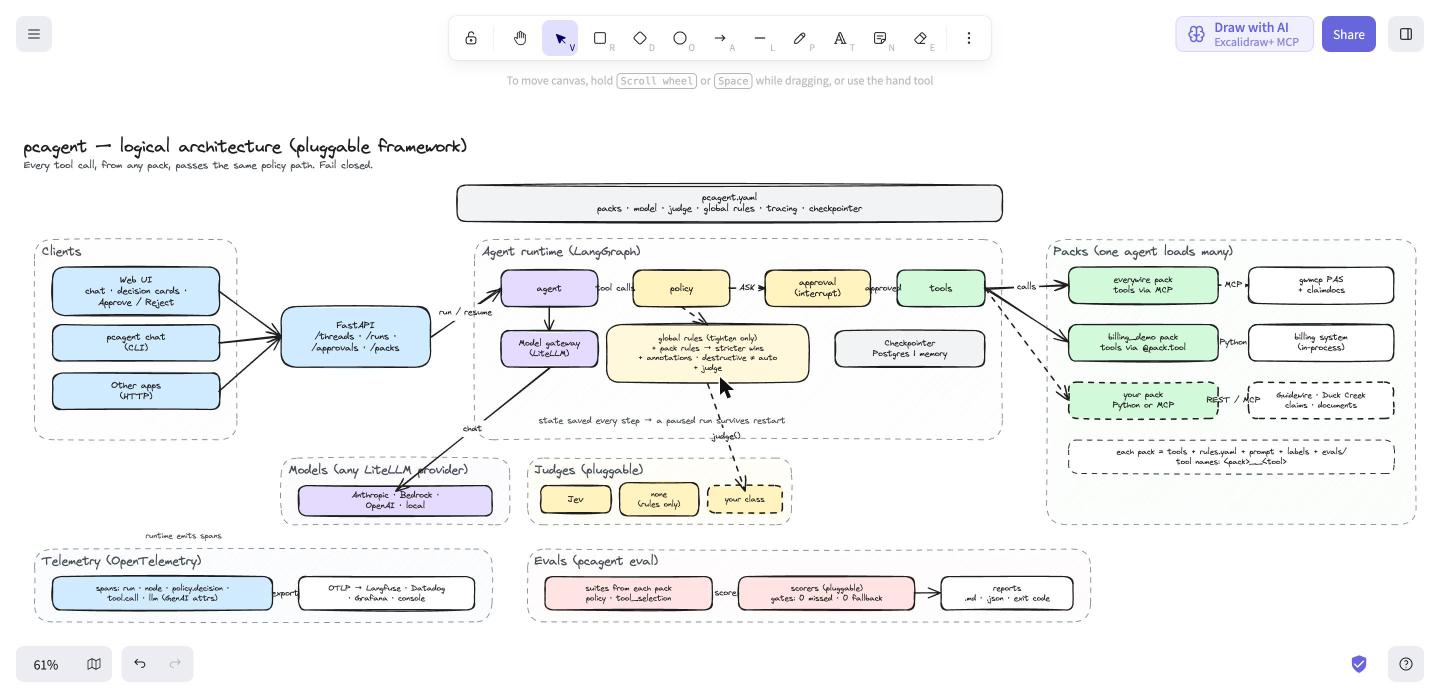 V
R
D
O
A
L
P
T
N
E
Draw with AI
Excalidraw+ MCP
Share
To move canvas, hold Scroll wheel or Space while dragging, or use the hand tool
pcagent — logical architecture (pluggable framework)
Every tool call, from any pack, passes the same policy path. Fail closed.
pcagent.yaml
packs · model · judge · global rules · tracing · checkpointer
Clients
Web UI
chat · decision cards ·
Approve / Reject
pcagent chat
(CLI)
Other apps
(HTTP)
FastAPI
/threads · /runs ·
/approvals · /packs
run / resume
Agent runtime (LangGraph)
agent
tool calls
policy
ASK
approval
(interrupt)
approved
tools
Model gateway
(LiteLLM)
global rules (tighten only)
+ pack rules → stricter wins
+ annotations · destructive ≠ auto
+ judge
Checkpointer
Postgres | memory
state saved every step → a paused run survives restart
chat
judge()
calls
Packs (one agent loads many)
everywire pack
tools via MCP
MCP
gwmcp PAS
+ claimdocs
billing_demo pack
tools via @pack.tool
Python
billing system
(in-process)
your pack
Python or MCP
REST / MCP
Guidewire · Duck Creek
claims · documents
each pack = tools + rules.yaml + prompt + labels + evals/
tool names: <pack>__<tool>
Models (any LiteLLM provider)
Anthropic · Bedrock ·
OpenAI · local
Judges (pluggable)
Jev
none
(rules only)
your class
runtime emits spans
Telemetry (OpenTelemetry)
spans: run · node · policy.decision ·
tool.call · llm (GenAI attrs)
export
OTLP → Langfuse · Datadog
· Grafana · console
Evals (pcagent eval)
suites from each pack
policy · tool_selection
score
scorers (pluggable)
gates: 0 missed · 0 fallback
reports
.md · json · exit code
61%